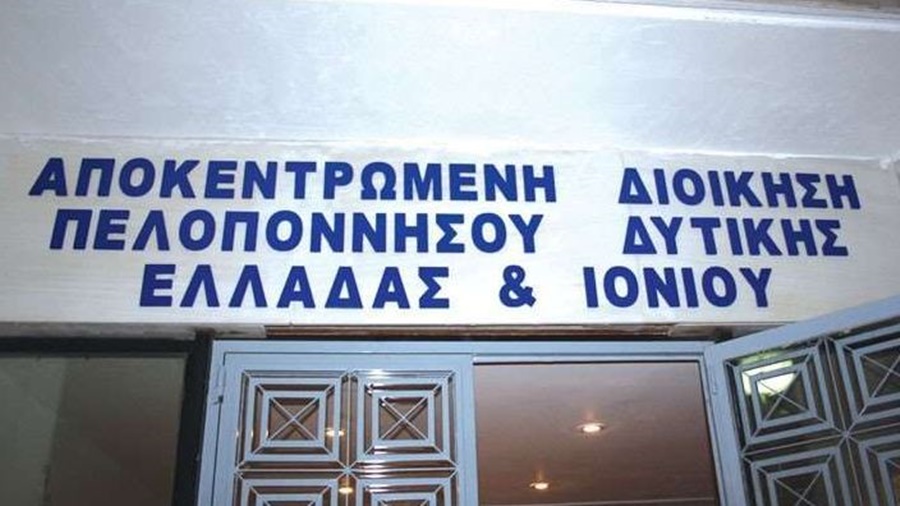 ΑΠΟΚΕΝΤΡΩΜΕΝΗ ΔΙΟΙΚΗΣΗ
ΠΕΛΟΠΟΝΝΗΣΟΥ ΔΥΤΙΚΗΣ
ΕΛΛΑΔΑΣ & ΙΟΝΙΟΥ